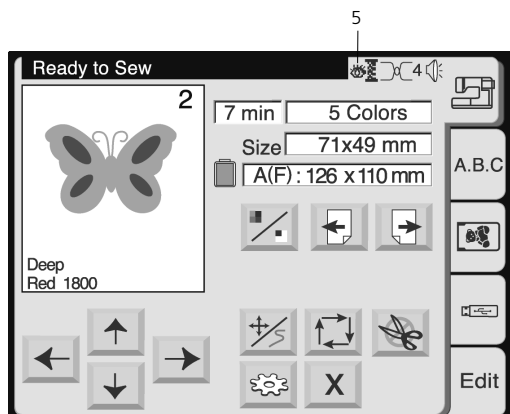 5
Ready to Sew
4
2
7 min
5 Colors
Size
71x49 mm
A(F) : 126 x 110 mm
A.B.C
Deep
Red 1800
X
Edit